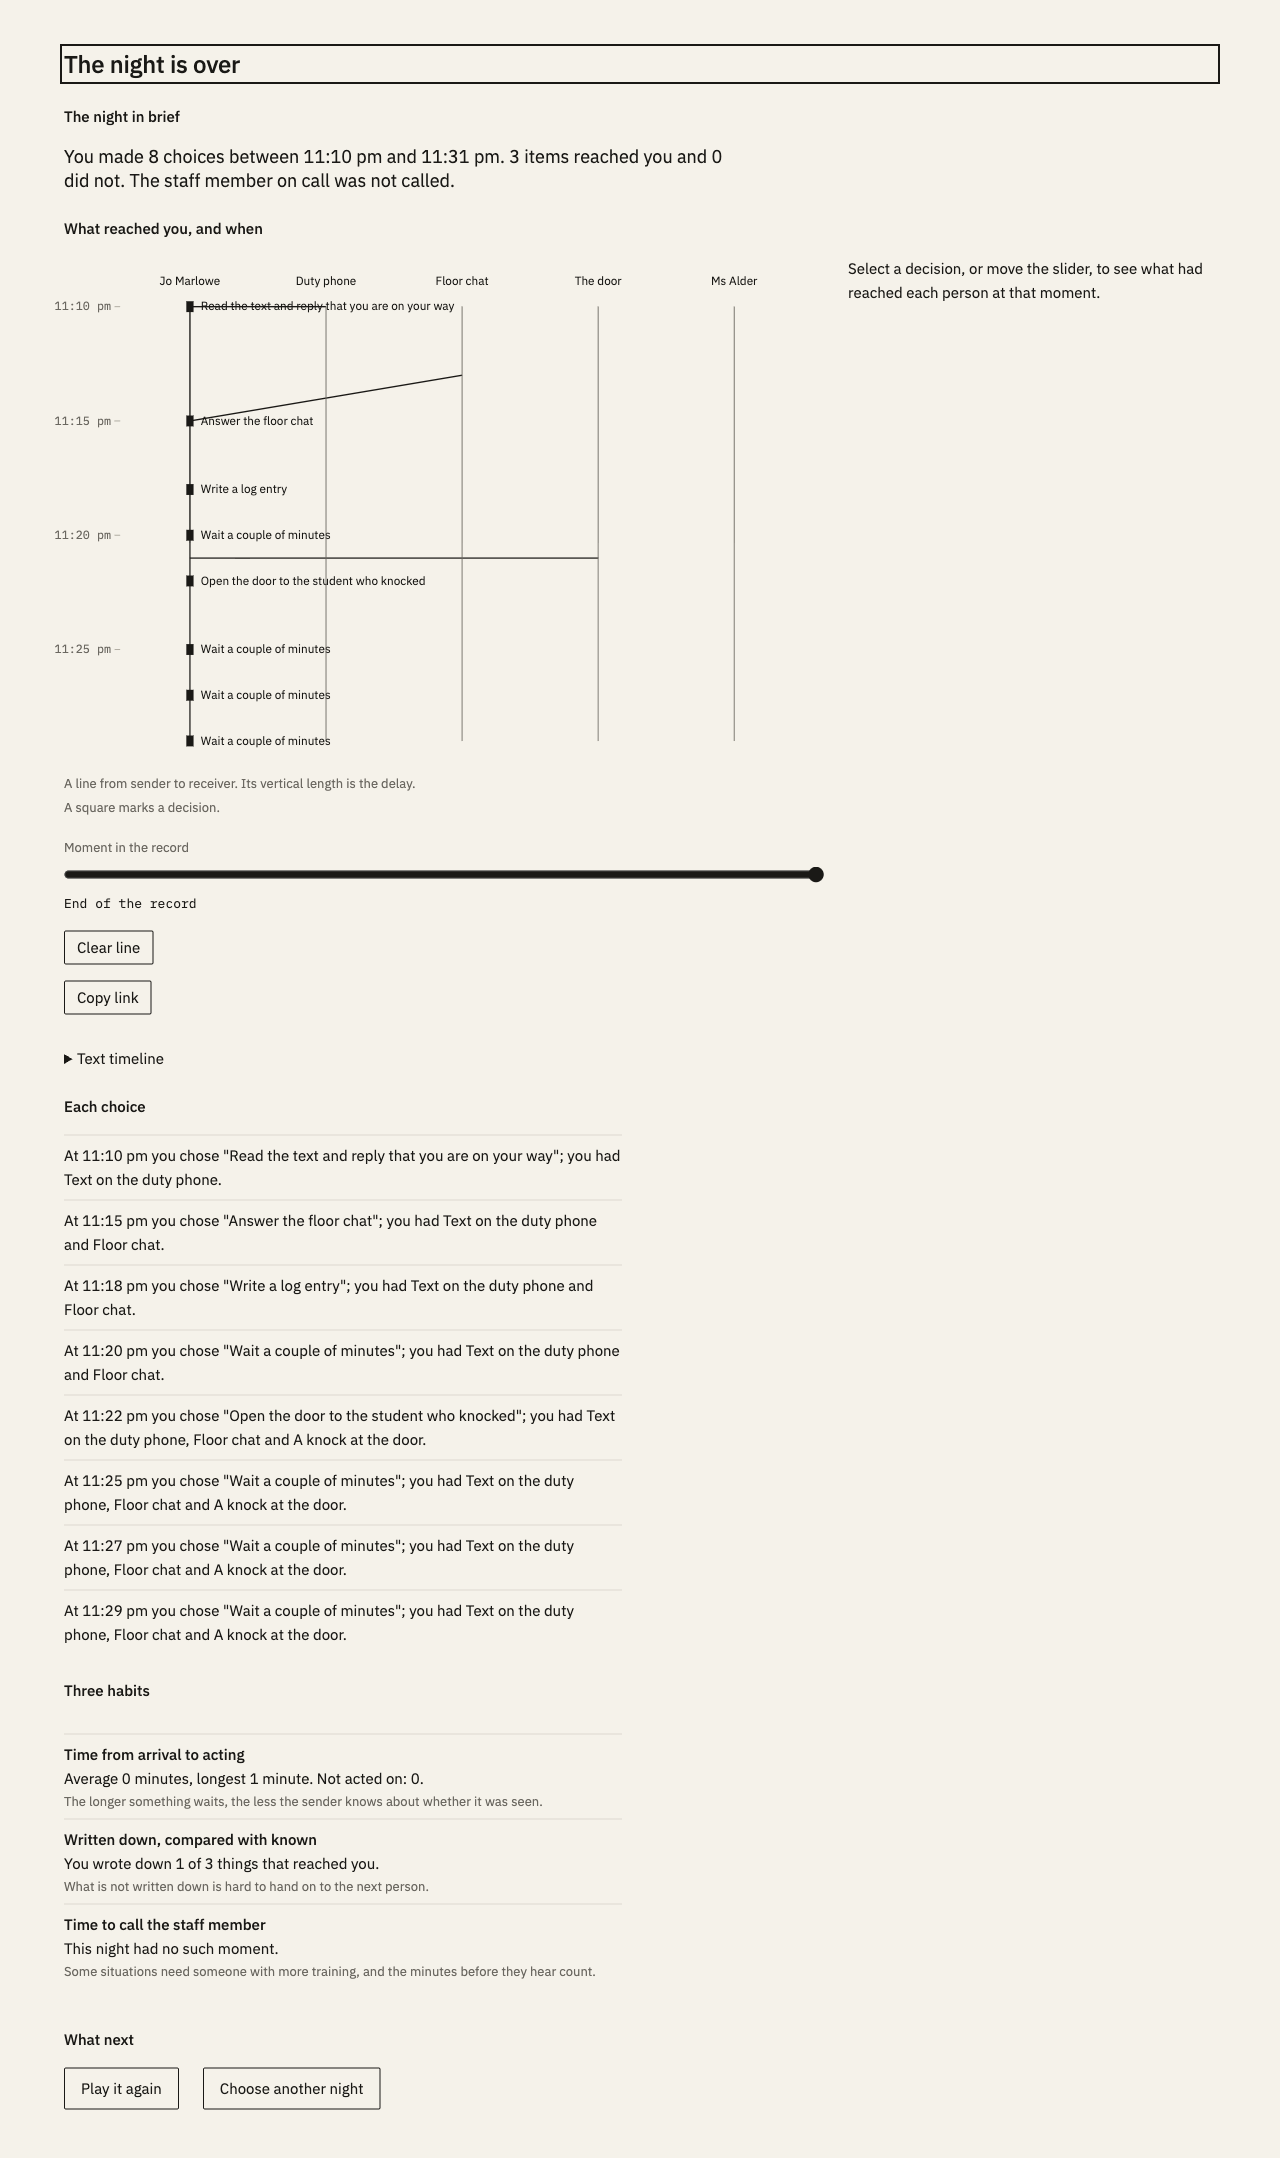 The night is over
The night in brief
You made 8 choices between 11:10 pm and 11:31 pm. 3 items reached you and 0
did not. The staff member on call was not called.
What reached you, and when
Jo Marlowe Duty phone Floor chat The door Ms Alder
Select a decision, or move the slider, to see what had
reached each person at that moment.
11:10 pm Read the text and reply that you are on your way
11:15 pm Answer the floor chat
Write a log entry
11:20 pm Wait a couple of minutes
Open the door to the student who knocked
11:25 pm Wait a couple of minutes
Wait a couple of minutes
Wait a couple of minutes
A line from sender to receiver. Its vertical length is the delay.
A square marks a decision.
Moment in the record
End of the record
Clear line
Copy link
Text timeline
Each choice
At 11:10 pm you chose "Read the text and reply that you are on your way"; you had
Text on the duty phone.
At 11:15 pm you chose "Answer the floor chat"; you had Text on the duty phone
and Floor chat.
At 11:18 pm you chose "Write a log entry"; you had Text on the duty phone and
Floor chat.
At 11:20 pm you chose "Wait a couple of minutes"; you had Text on the duty phone
and Floor chat.
At 11:22 pm you chose "Open the door to the student who knocked"; you had Text
on the duty phone, Floor chat and A knock at the door.
At 11:25 pm you chose "Wait a couple of minutes"; you had Text on the duty
phone, Floor chat and A knock at the door.
At 11:27 pm you chose "Wait a couple of minutes"; you had Text on the duty
phone, Floor chat and A knock at the door.
At 11:29 pm you chose "Wait a couple of minutes"; you had Text on the duty
phone, Floor chat and A knock at the door.
Three habits
Time from arrival to acting
Average 0 minutes, longest 1 minute. Not acted on: 0.
The longer something waits, the less the sender knows about whether it was seen.
Written down, compared with known
You wrote down 1 of 3 things that reached you.
What is not written down is hard to hand on to the next person.
Time to call the staff member
This night had no such moment.
Some situations need someone with more training, and the minutes before they hear count.
What next
Play it again
Choose another night